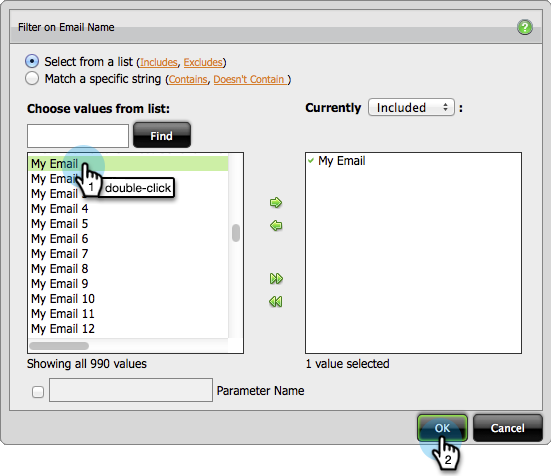 Filter on Email Name
?
Select from a list (Includes, Excludes)
Match a specific string (Contains, Doesn't Contain )
Choose values from list:
Currently Included :
Find
My Email
My Email
My Email
My Email 4
My Email 5
My Email 6
My Email 7
My Email 8
My Email 9
My Email 10
My Email 11
My Email 12
1
double-click
My Email
Showing all 990 values
1 value selected
Parameter Name
OK
Cancel
2